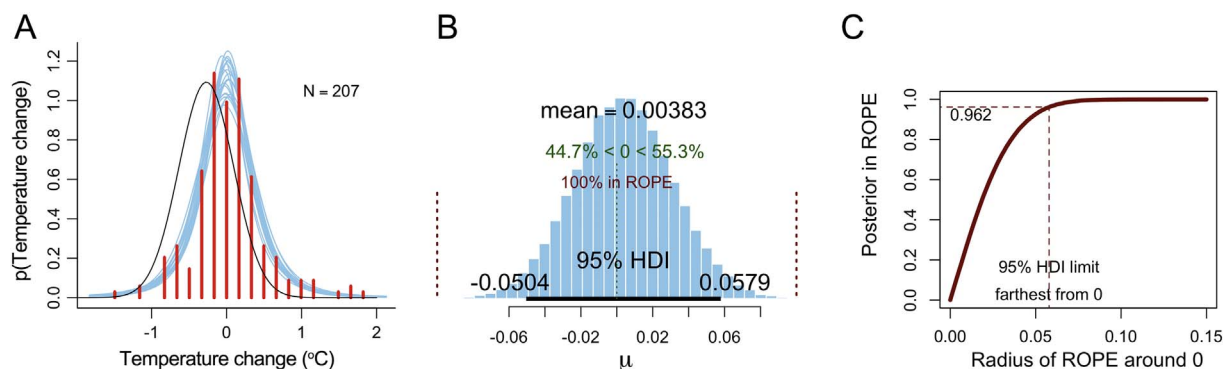 A
p(Temperature change)
0.0 0.2 0.4 0.6 0.8 1.0 1.2
N = 207
-1 0 1 2
Temperature change (°C)
B
mean = 0.00383
44.7% < 0 < 55.3%
100% in ROPE
95% HDI
-0.0504 0.0579
-0.06 -0.02 0.02 0.06
μ
C
Posterior in ROPE
0.0 0.2 0.4 0.6 0.8 1.0
0.962
95% HDI limit
farthest from 0
0.00 0.05 0.10 0.15
Radius of ROPE around 0